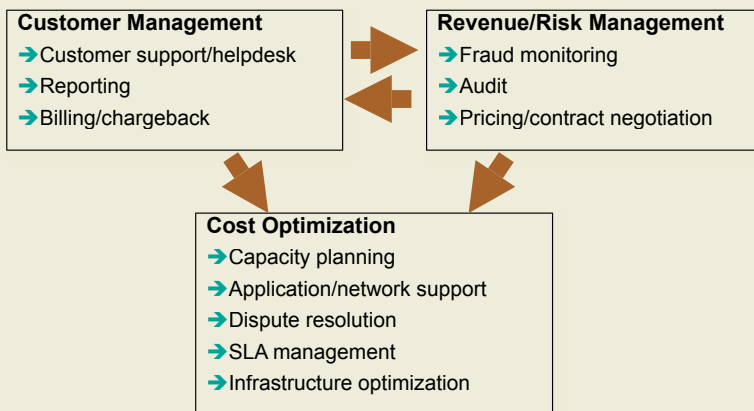 Customer Management
➔Customer support/helpdesk
➔Reporting
➔Billing/chargeback
Revenue/Risk Management
➔Fraud monitoring
➔Audit
➔Pricing/contract negotiation
Cost Optimization
➔Capacity planning
➔Application/network support
➔Dispute resolution
➔SLA management
➔Infrastructure optimization